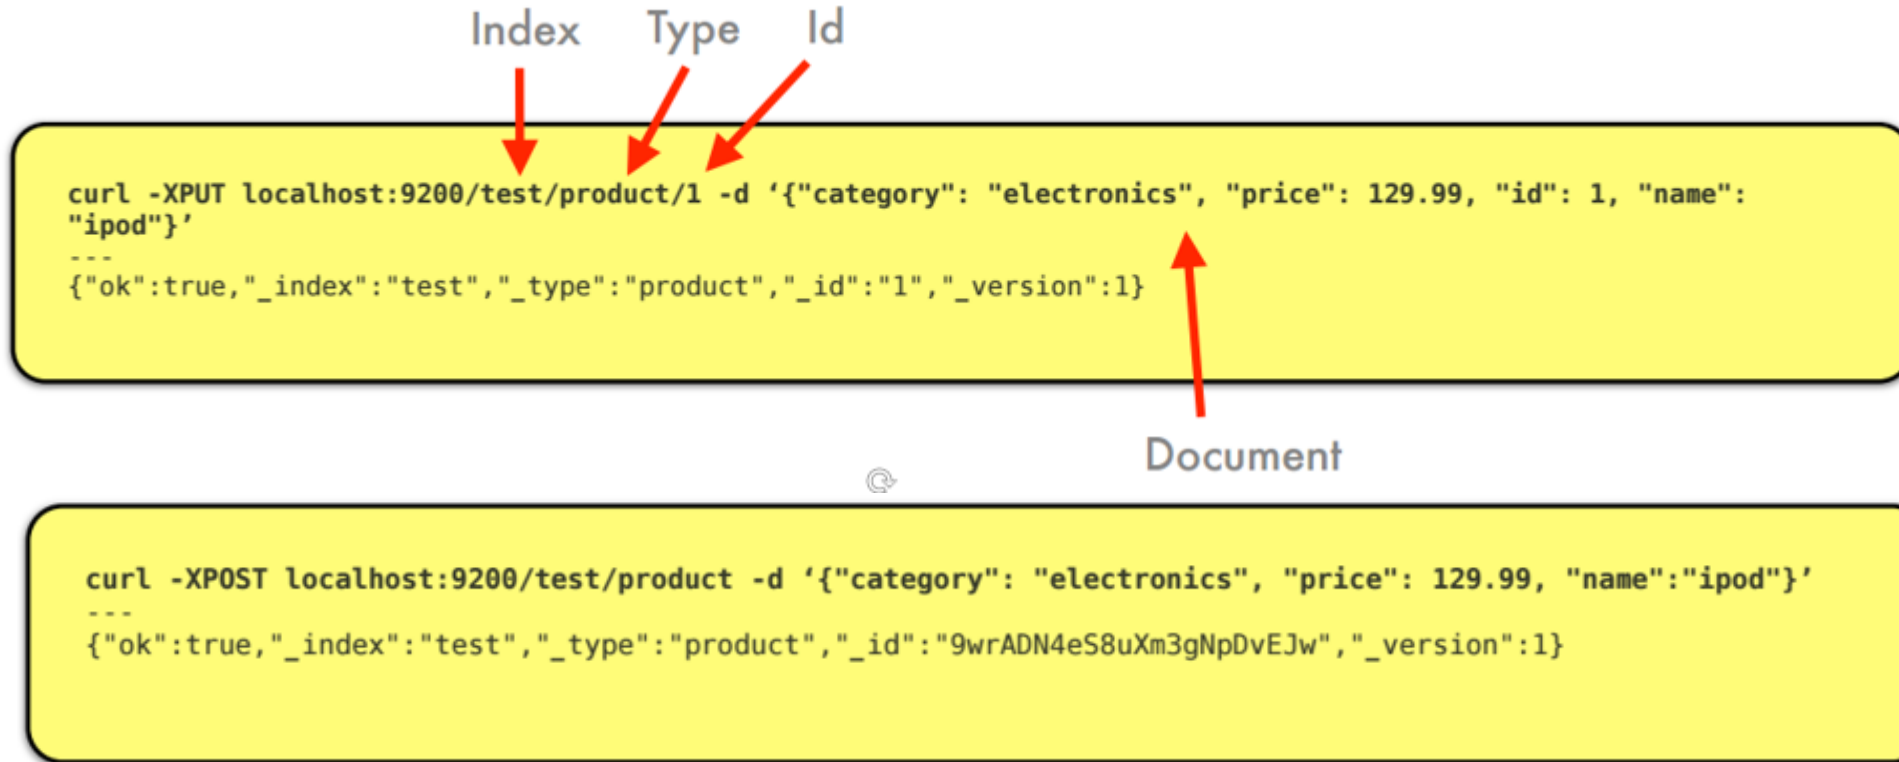 Index Type Id
curl -XPUT localhost:9200/test/product/1 -d ‘{"category": "electronics", "price": 129.99, "id": 1, "name":
"ipod"}’
---
{"ok":true,"_index":"test","_type":"product","_id":"1","_version":1}
Document
curl -XPOST localhost:9200/test/product -d ‘{"category": "electronics", "price": 129.99, "name":"ipod"}’
---
{"ok":true,"_index":"test","_type":"product","_id":"9wrADN4eS8uXm3gNpDvEJw","_version":1}